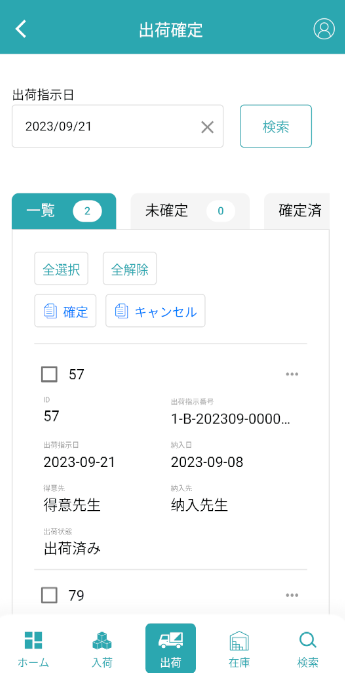 出荷確定
出荷指示日
2023/09/21
検索
一覧 2 未確定 0 確定済
全選択 全解除
確定 キャンセル
57
ID 出荷指示番号
57 1-B-202309-0000...
出荷指示日 納入日
2023-09-21 2023-09-08
得意先 納入先
得意先生 納入先生
出荷状態
出荷済み
79
ホーム 入荷 出荷 在庫 検索